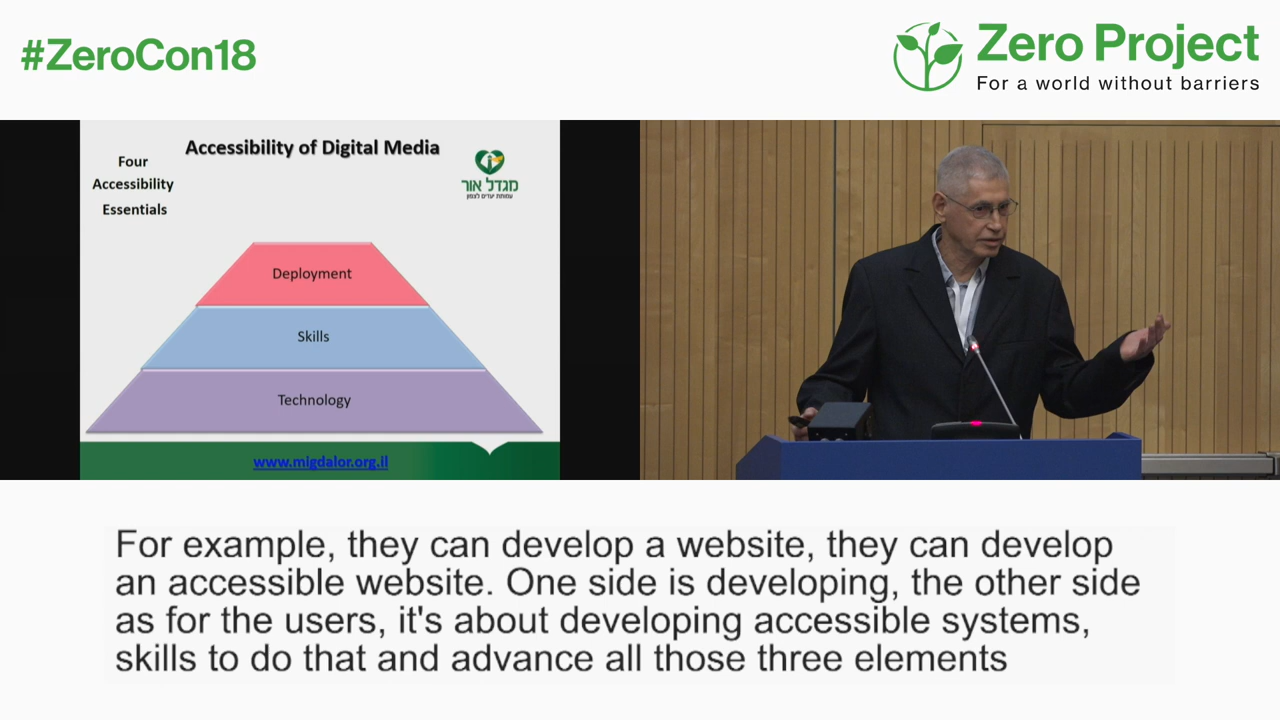 #ZeroCon18
Zero Project
For a world without barriers
Accessibility of Digital Media
Four
Accessibility
Essentials
מגדל אור
עמותת יעדים לצפון
Deployment
Skills
Technology
www.migdalor.org.il
For example, they can develop a website, they can develop
an accessible website. One side is developing, the other side
as for the users, it's about developing accessible systems,
skills to do that and advance all those three elements